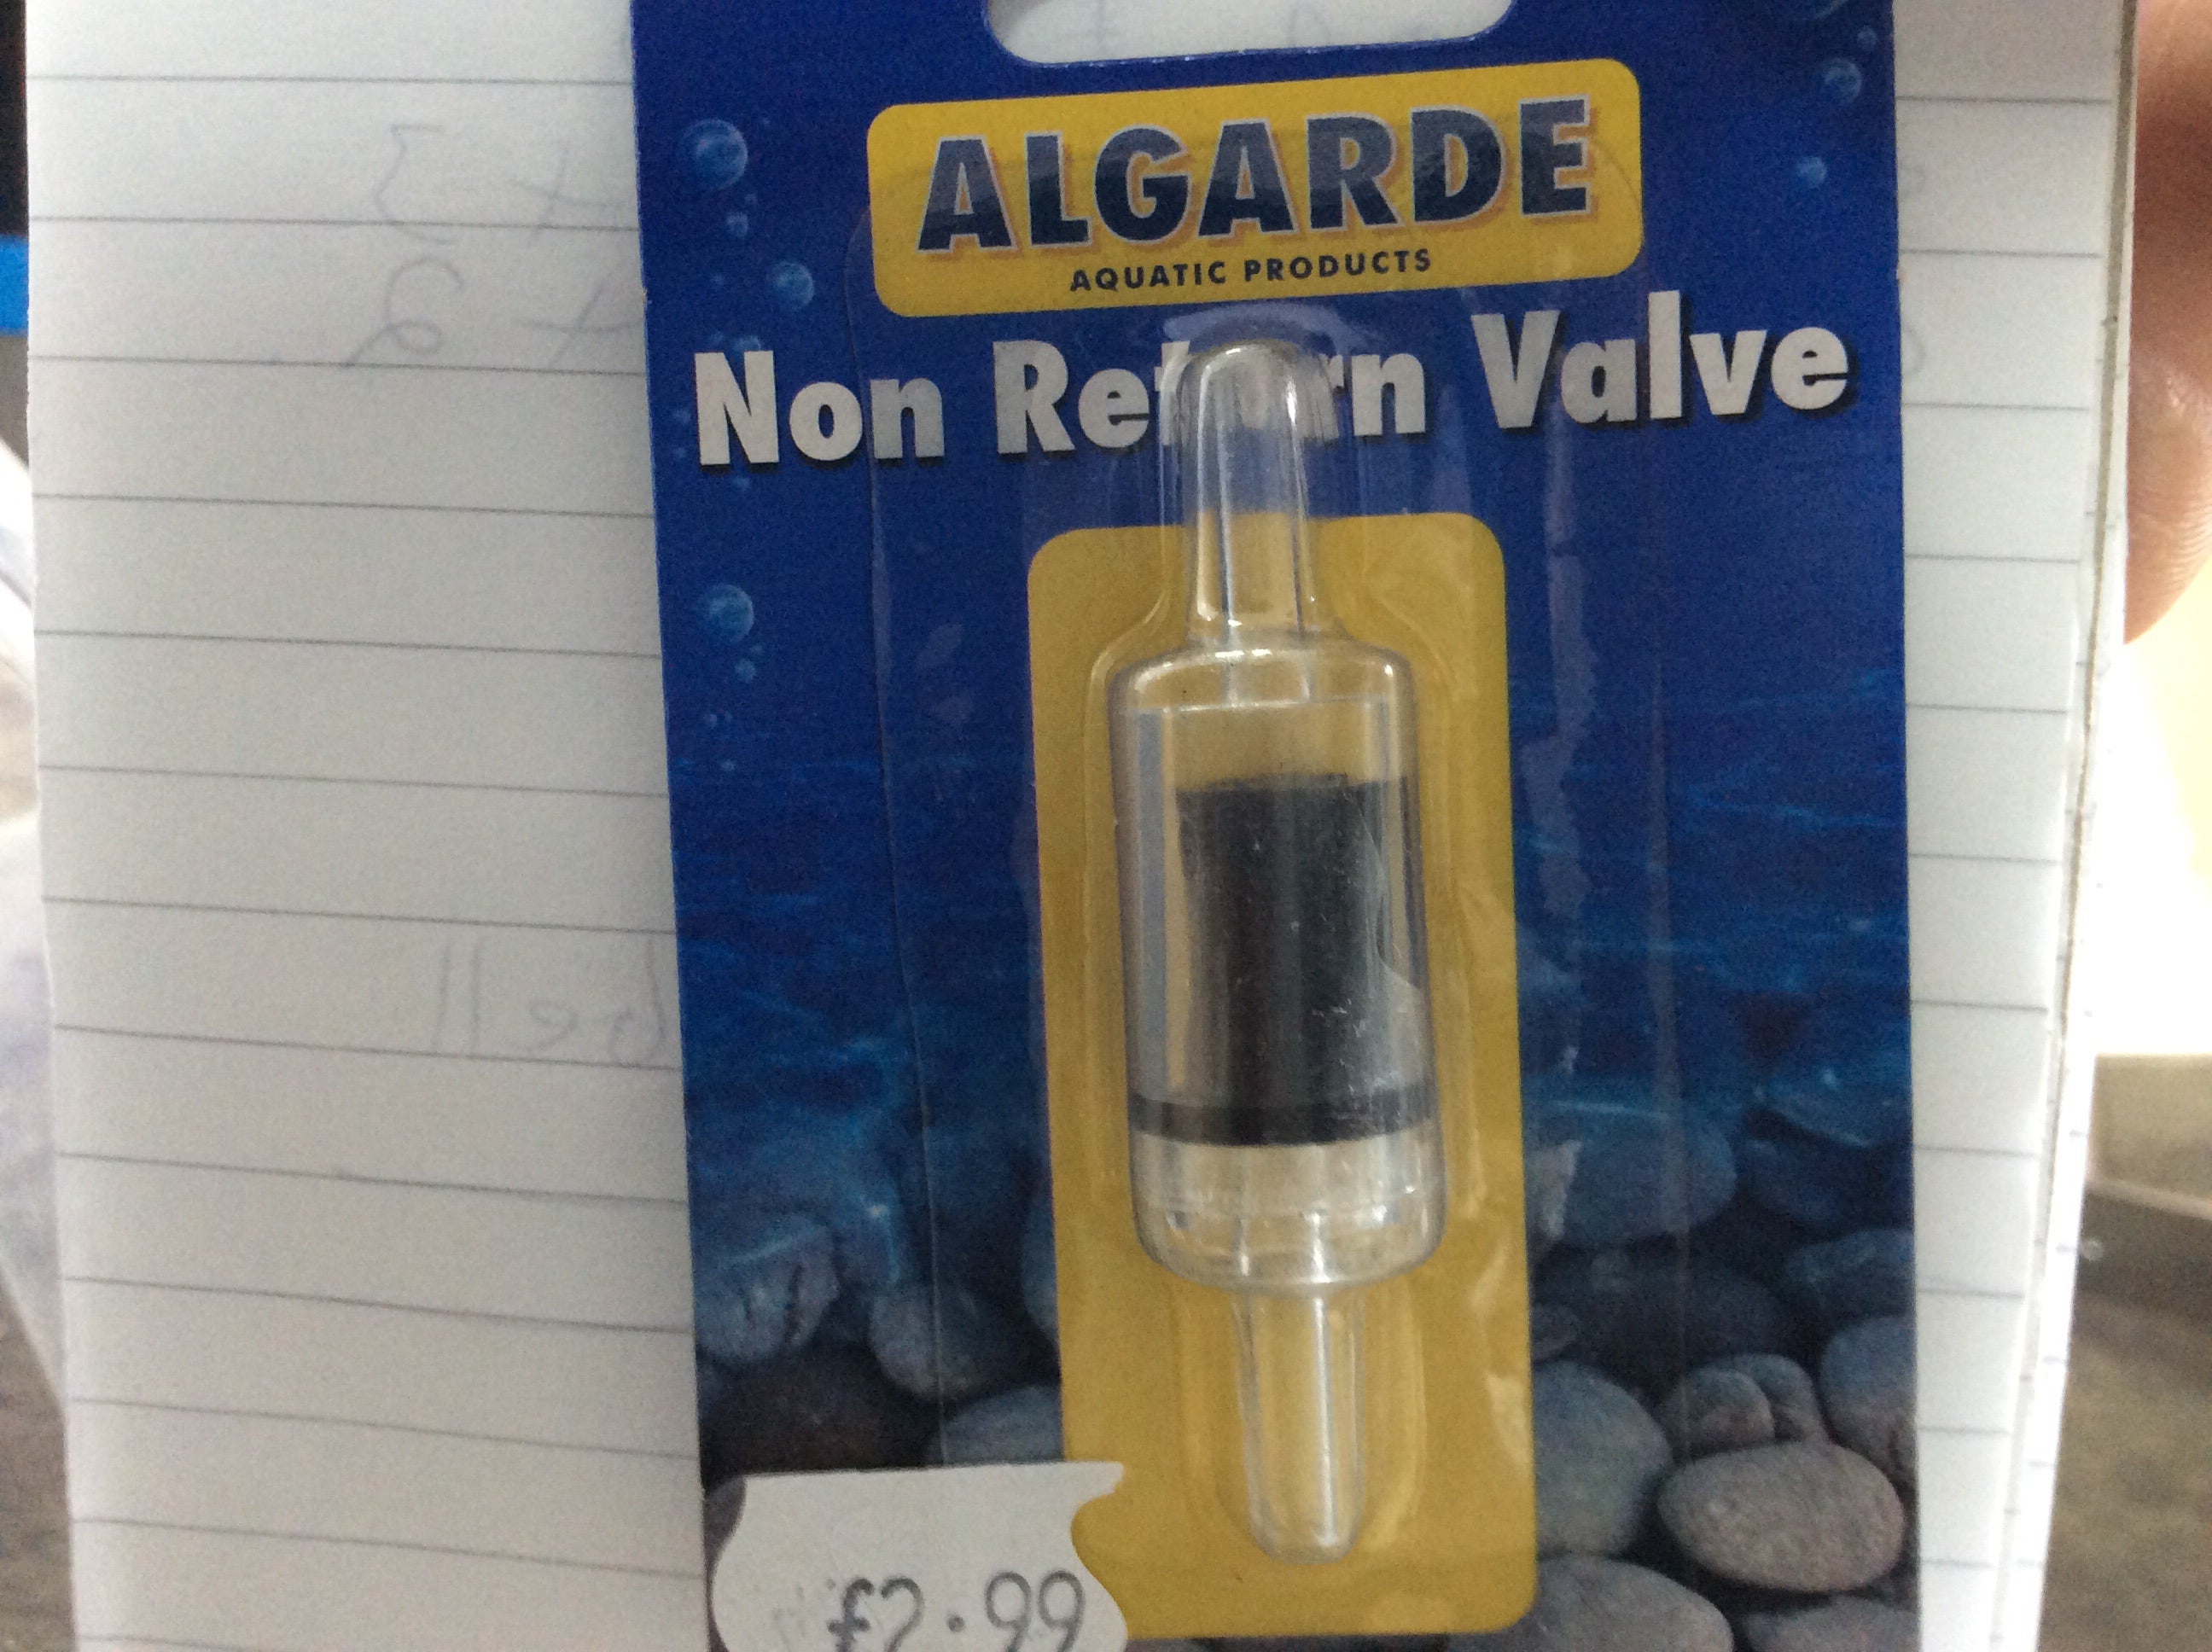 ALGARDE
AQUATIC PRODUCTS
Non Return Valve
£2.99